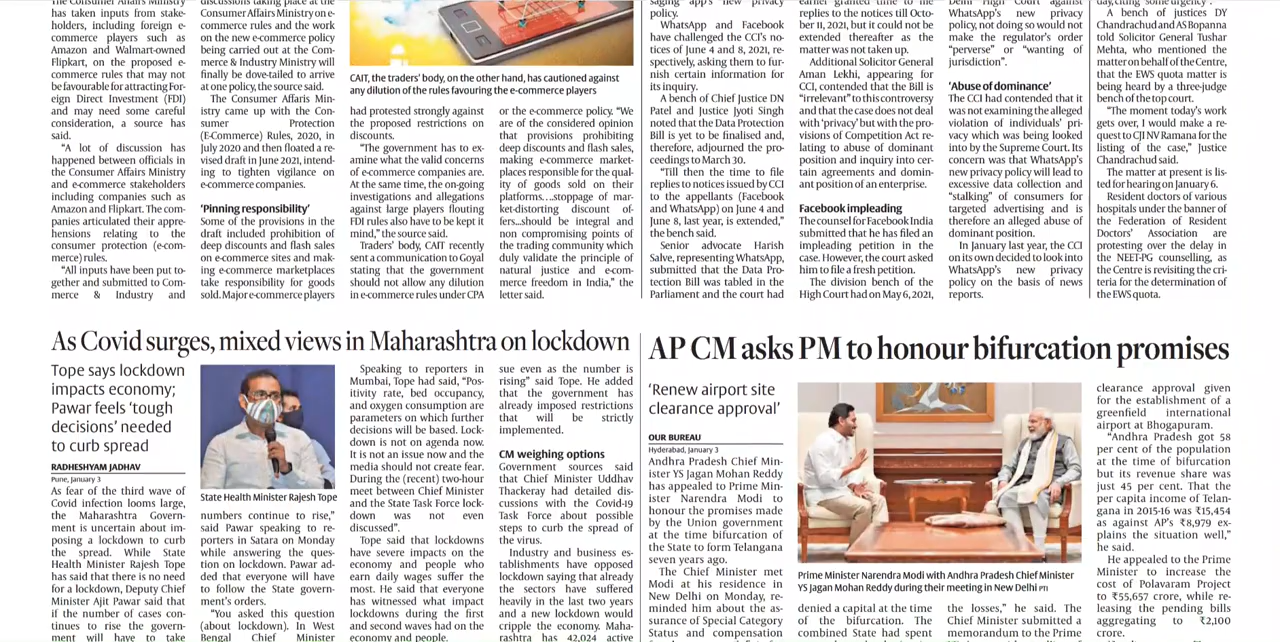 The Consumer Affairs Ministry
has taken inputs from stake-
holders, including foreign e-
commerce players such as
Amazon and Walmart-owned
Flipkart, on the proposed e-
commerce rules that may not
be favourable for attracting For-
eign Direct Investment (FDI)
and may need some careful
consideration, a source has
said.
“A lot of discussion has
happened between officials in
the Consumer Affairs Ministry
and e-commerce stakeholders
including companies such as
Amazon and Flipkart. The com-
panies articulated their appre-
hensions relating to the
consumer protection (e-com-
merce) rules.
“All inputs have been put to-
gether and submitted to Com-
merce & Industry and
discussions taking place at the
Consumer Affairs Ministry on e-
commerce rules and the work
on the new e-commerce policy
being carried out at the Com-
merce & Industry Ministry will
finally be dove-tailed to arrive
at one policy, the source said.
The Consumer Affairs Min-
istry came up with the Con-
sumer Protection
(E-Commerce) Rules, 2020, in
July 2020 and then floated a re-
vised draft in June 2021, intend-
ing to tighten vigilance on
e-commerce companies.
‘Pinning responsibility’
Some of the provisions in the
draft included prohibition of
deep discounts and flash sales
on e-commerce sites and mak-
ing e-commerce marketplaces
take responsibility for goods
sold. Major e-commerce players
CAIT, the traders’ body, on the other hand, has cautioned against
any dilution of the rules favouring the e-commerce players
had protested strongly against
the proposed restrictions on
discounts.
“The government has to ex-
amine what the valid concerns
of e-commerce companies are.
At the same time, the on-going
investigations and allegations
against large players flouting
FDI rules also have to be kept it
mind,” the source said.
Traders’ body, CAIT recently
sent a communication to Goyal
stating that the government
should not allow any dilution
in e-commerce rules under CPA
or the e-commerce policy. “We
are of the considered opinion
that provisions prohibiting
deep discounts and flash sales,
making e-commerce market-
places responsible for the qual-
ity of goods sold on their
platforms….stoppage of mar-
ket-distorting discount of-
fers...should be integral and
non compromising points of
the trading community which
duly validate the principle of
natural justice and e-com-
merce freedom in India,” the
letter said.
saging app’s new privacy
policy.
WhatsApp and Facebook
have challenged the CCI’s no-
tices of June 4 and 8, 2021, re-
spectively, asking them to fur-
nish certain information for
its inquiry.
A bench of Chief Justice DN
Patel and Justice Jyoti Singh
noted that the Data Protection
Bill is yet to be finalised and,
therefore, adjourned the pro-
ceedings to March 30.
“Till then the time to file
replies to notices issued by CCI
to the appellants (Facebook
and WhatsApp) on June 4 and
June 8, last year, is extended,”
the bench said.
Senior advocate Harish
Salve, representing WhatsApp,
submitted that the Data Pro-
tection Bill was tabled in the
Parliament and the court had
earlier granted time to file
replies to the notices till Octo-
ber 11, 2021, but it could not be
extended thereafter as the
matter was not taken up.
Additional Solicitor General
Aman Lekhi, appearing for
CCI, contended that the Bill is
“irrelevant” to this controversy
and that the case does not deal
with ‘privacy’ but with the pro-
visions of Competition Act re-
lating to abuse of dominant
position and inquiry into cer-
tain agreements and domin-
ant position of an enterprise.
Facebook impleading
The counsel for Facebook India
submitted that he has filed an
impleading petition in the
case. However, the court asked
him to file a fresh petition.
The division bench of the
High Court had on May 6, 2021,
Delhi High Court against
WhatsApp’s new privacy
policy, not doing so would not
make the regulator’s order
“perverse” or “wanting of
jurisdiction”.
‘Abuse of dominance’
The CCI had contended that it
was not examining the alleged
violation of individuals’ pri-
vacy which was being looked
into by the Supreme Court. Its
concern was that WhatsApp’s
new privacy policy will lead to
excessive data collection and
“stalking” of consumers for
targeted advertising and is
therefore an alleged abuse of
dominant position.
In January last year, the CCI
on its own decided to look into
WhatsApp’s new privacy
policy on the basis of news
reports.
day, citing ‘some urgency’.
A bench of justices DY
Chandrachud and AS Bopanna
told Solicitor General Tushar
Mehta, who mentioned the
matter on behalf of the Centre,
that the EWS quota matter is
being heard by a three-judge
bench of the top court.
“The moment today’s work
gets over, I would make a re-
quest to CJI NV Ramana for the
listing of the case,” Justice
Chandrachud said.
The matter at present is lis-
ted for hearing on January 6.
Resident doctors of various
hospitals under the banner of
the Federation of Resident
Doctors’ Association are
protesting over the delay in
the NEET-PG counselling, as
the Centre is revisiting the cri-
teria for the determination of
the EWS quota.
As Covid surges, mixed views in Maharashtra on lockdown
Tope says lockdown
impacts economy;
Pawar feels ‘tough
decisions’ needed
to curb spread
RADHESHYAM JADHAV
Pune, January 3
As fear of the third wave of
Covid infection looms large,
the Maharashtra Govern-
ment is uncertain about im-
posing a lockdown to curb
the spread. While State
Health Minister Rajesh Tope
has said that there is no need
for a lockdown, Deputy Chief
Minister Ajit Pawar said that
if the number of cases con-
tinues to rise the govern-
ment will have to take
State Health Minister Rajesh Tope
numbers continue to rise,”
said Pawar speaking to re-
porters in Satara on Monday
while answering the ques-
tion on lockdown. Pawar ad-
ded that everyone will have
to follow the State govern-
ment’s orders.
“You asked this question
(about lockdown). In West
Bengal Chief Minister
Speaking to reporters in
Mumbai, Tope had said, “Pos-
itivity rate, bed occupancy,
and oxygen consumption are
parameters on which further
decisions will be based. Lock-
down is not on agenda now.
It is not an issue now and the
media should not create fear.
During the (recent) two-hour
meet between Chief Minister
and the State Task Force lock-
down was not even
discussed”.
Tope said that lockdowns
have severe impacts on the
economy and people who
earn daily wages suffer the
most. He said that everyone
has witnessed what impact
lockdowns during the first
and second waves had on the
economy and people.
sue even as the number is
rising” said Tope. He added
that the government has
already imposed restrictions
that will be strictly
implemented.
CM weighing options
Government sources said
that Chief Minister Uddhav
Thackeray had detailed dis-
cussions with the Covid-19
Task Force about possible
steps to curb the spread of
the virus.
Industry and business es-
tablishments have opposed
lockdown saying that already
the sectors have suffered
heavily in the last two years
and a new lockdown would
cripple the economy. Maha-
rashtra has 42,024 active
AP CM asks PM to honour bifurcation promises
‘Renew airport site
clearance approval’
OUR BUREAU
Hyderabad, January 3
Andhra Pradesh Chief Min-
ister YS Jagan Mohan Reddy
has appealed to Prime Min-
ister Narendra Modi to
honour the promises made
by the Union government
at the time bifurcation of
the State to form Telangana
seven years ago.
The Chief Minister met
Modi at his residence in
New Delhi on Monday, re-
minded him about the as-
surance of Special Category
Status and compensation
Prime Minister Narendra Modi with Andhra Pradesh Chief Minister
YS Jagan Mohan Reddy during their meeting in New Delhi PTI
denied a capital at the time
of the bifurcation. The
combined State had spent
the losses,” he said. The
Chief Minister submitted a
memorandum to the Prime
clearance approval given
for the establishment of a
greenfield international
airport at Bhogapuram.
“Andhra Pradesh got 58
per cent of the population
at the time of bifurcation
but its revenue share was
just 45 per cent. That the
per capita income of Telan-
gana in 2015-16 was ₹15,454
as against AP’s ₹8,979 ex-
plains the situation well,”
he said.
He appealed to the Prime
Minister to increase the
cost of Polavaram Project
to ₹55,657 crore, while re-
leasing the pending bills
aggregating to ₹2,100